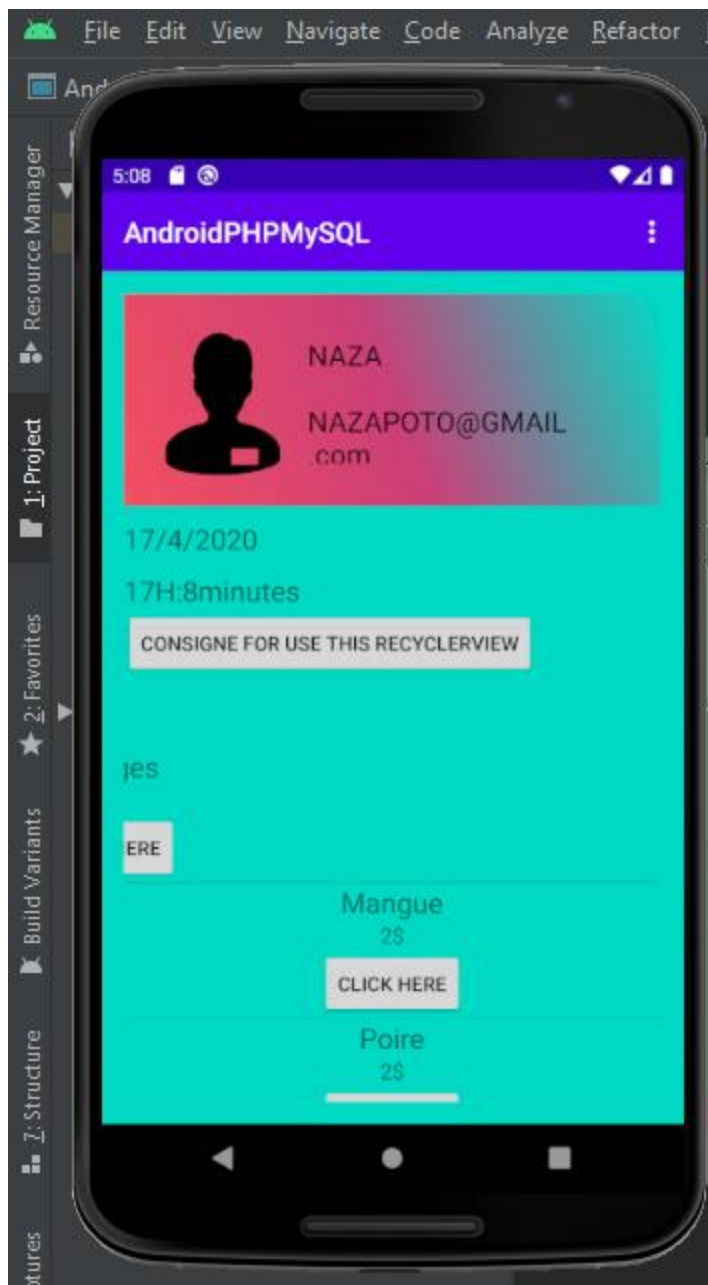 File Edit View Navigate Code Analyze Refactor
Resource Manager
1: Project
2: Favorites
Build Variants
7: Structure
5:08
AndroidPHPMySQL
NAZA
NAZAPOTO@GMAIL
.com
17/4/2020
17H:8minutes
CONSIGNE FOR USE THIS RECYCLERVIEW
ges
ERE
Mangue
2$
CLICK HERE
Poire
2$